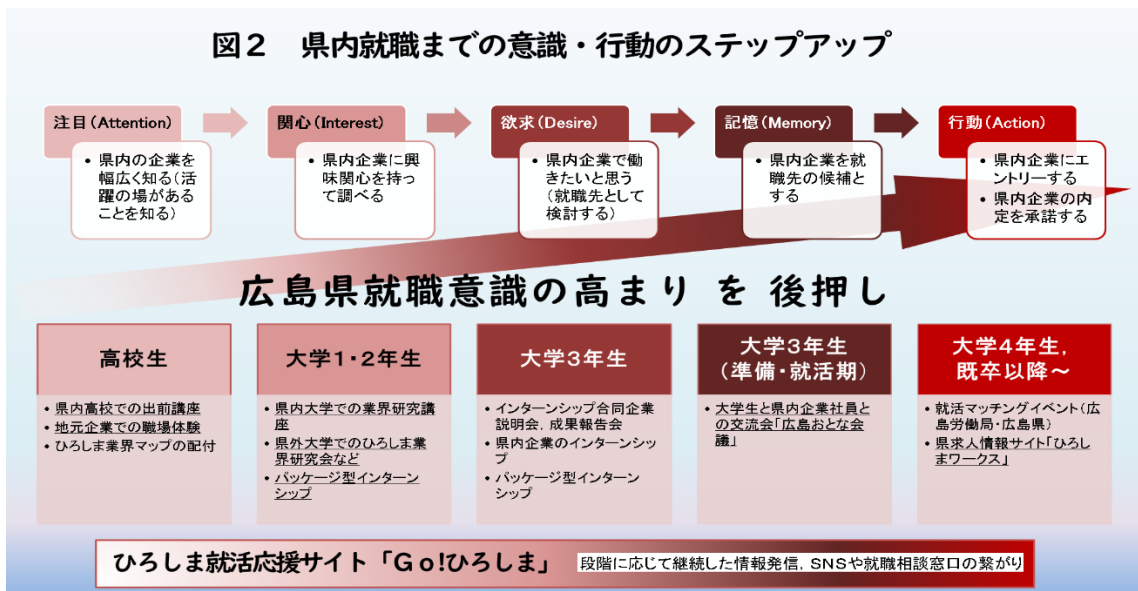 図２　県内就職までの意識・行動のステップアップ
注目(Attention)
• 県内の企業を
幅広く知る(活
躍の場がある
ことを知る)
関心(Interest)
• 県内企業に興
味関心を持っ
て調べる
欲求(Desire)
• 県内企業で働
きたいと思う
(就職先として
検討する)
記憶(Memory)
• 県内企業を就
職先の候補と
する
行動(Action)
• 県内企業にエ
ントリーする
• 県内企業の内
定を承諾する
広島県就職意識の高まり を 後押し
高校生
• 県内高校での出前講座
• 地元企業での職場体験
• ひろしま業界マップの配付
大学１・２年生
• 県内大学での業界研究講
座
• 県外大学でのひろしま業
界研究会など
• パッケージ型インターン
シップ
大学３年生
• インターンシップ合同企業
説明会，成果報告会
• 県内企業のインターンシッ
プ
• パッケージ型インターン
シップ
大学３年生
(準備・就活期)
• 大学生と県内企業社員と
の交流会「広島おとな会
議」
大学４年生，
既卒以降～
• 就活マッチングイベント(広
島労働局・広島県)
• 県求人情報サイト「ひろし
まワークス」
ひろしま就活応援サイト「Ｇｏ!ひろしま」 段階に応じて継続した情報発信，ＳＮＳや就職相談窓口の繋がり